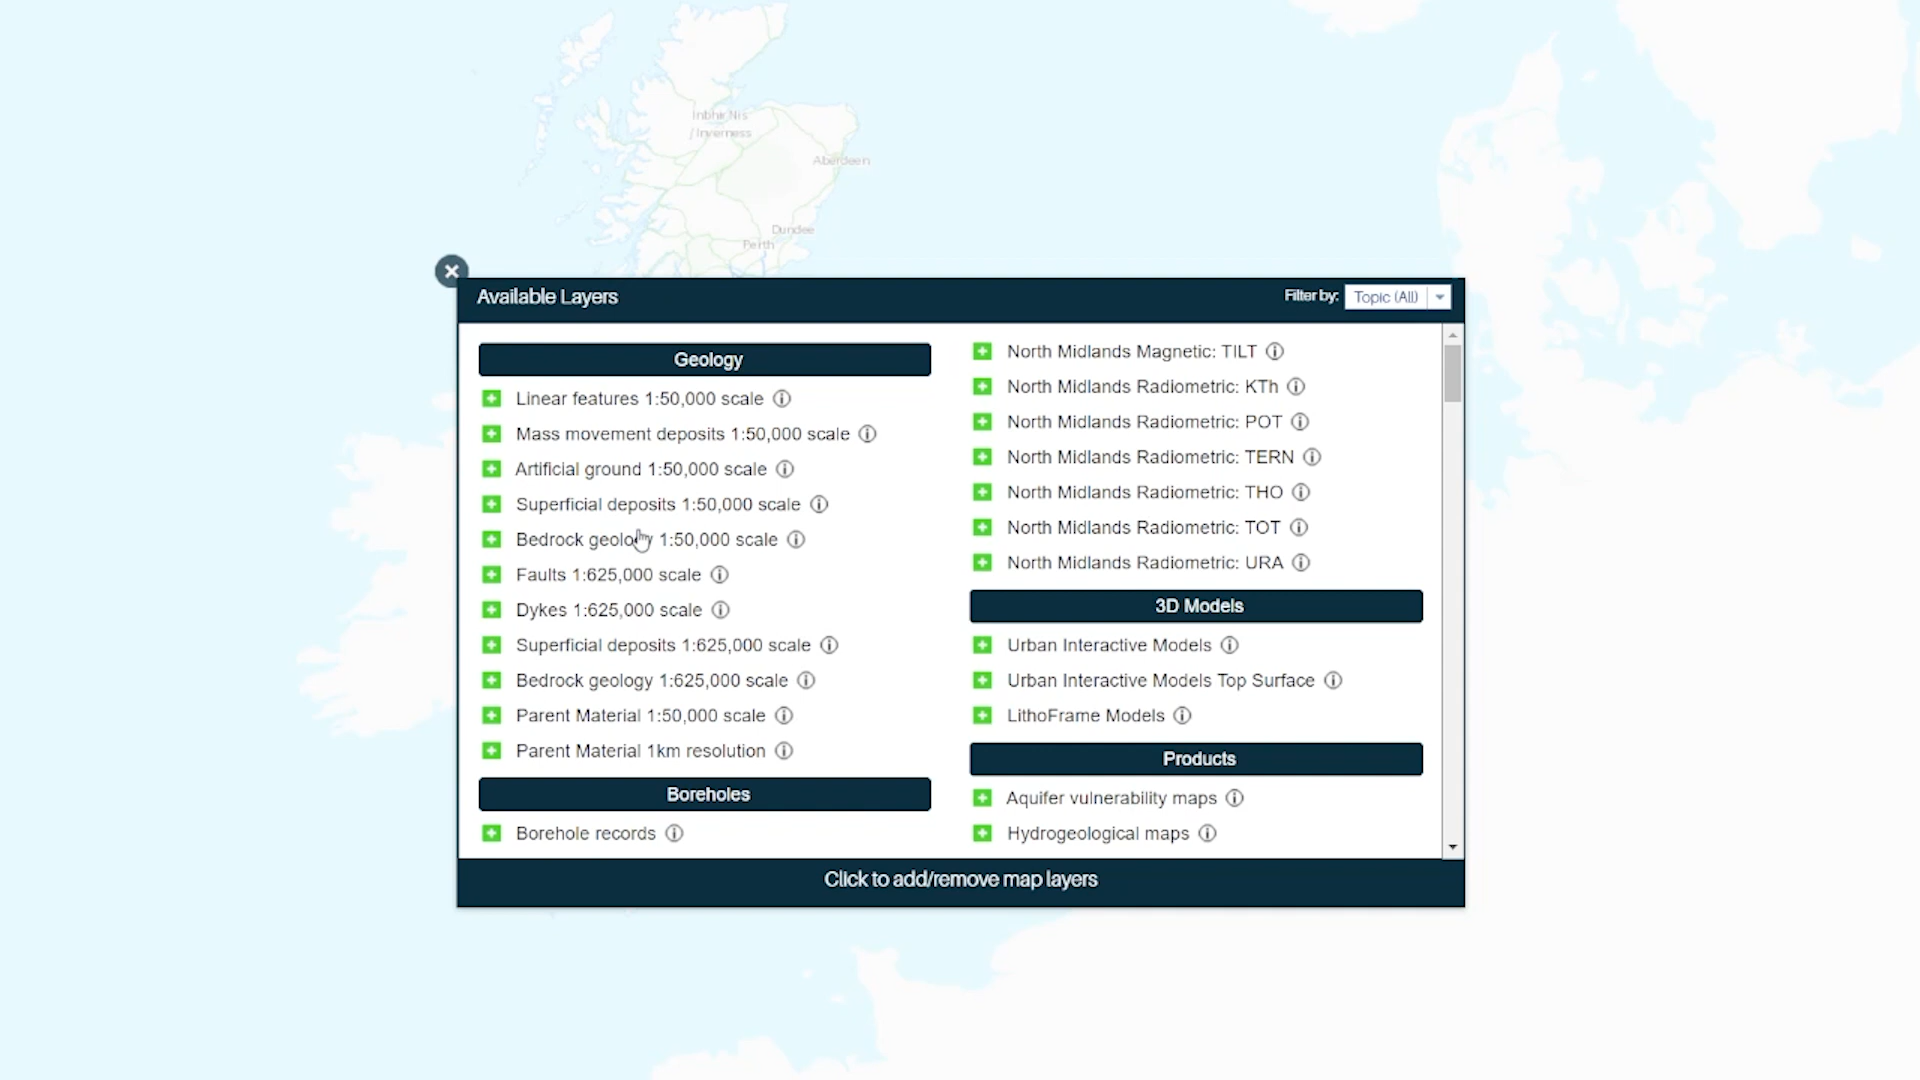 Inbhir Nis
/ Inverness
Aberdeen
Dundee
Perth
Available Layers
Filter by:
Topic (All)
Geology
Linear features 1:50,000 scale
Mass movement deposits 1:50,000 scale
Artificial ground 1:50,000 scale
Superficial deposits 1:50,000 scale
Bedrock geology 1:50,000 scale
Faults 1:625,000 scale
Dykes 1:625,000 scale
Superficial deposits 1:625,000 scale
Bedrock geology 1:625,000 scale
Parent Material 1:50,000 scale
Parent Material 1km resolution
Boreholes
Borehole records
North Midlands Magnetic: TILT
North Midlands Radiometric: KTh
North Midlands Radiometric: POT
North Midlands Radiometric: TERN
North Midlands Radiometric: THO
North Midlands Radiometric: TOT
North Midlands Radiometric: URA
3D Models
Urban Interactive Models
Urban Interactive Models Top Surface
LithoFrame Models
Products
Aquifer vulnerability maps
Hydrogeological maps
Click to add/remove map layers